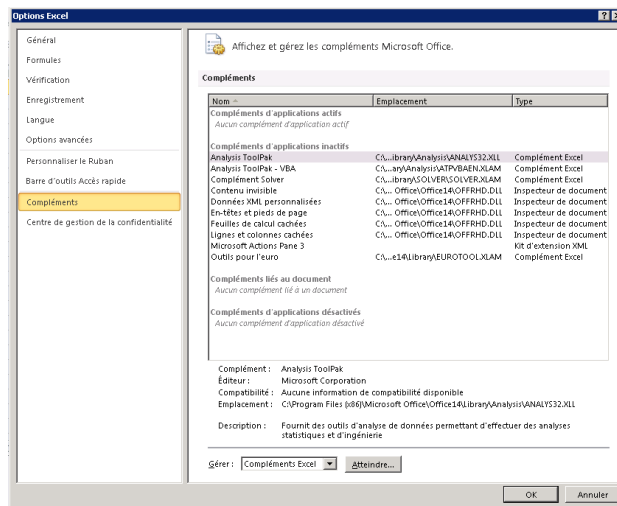 Options Excel
Général
Formules
Vérification
Enregistrement
Langue
Options avancées
Personnaliser le Ruban
Barre d'outils Accès rapide
Compléments
Centre de gestion de la confidentialité
Affichez et gérez les compléments Microsoft Office.
Compléments
Nom Emplacement Type
Compléments d'applications actifs
Aucun complément d'application actif
Compléments d'applications inactifs
Analysis ToolPak C:\...ibrary\Analysis\ANALYS32.XLL Complément Excel
Analysis ToolPak - VBA C:\...ary\Analysis\ATPVBAEN.XLAM Complément Excel
Complément Solver C:\...library\SOLVER\SOLVER.XLAM Complément Excel
Contenu invisible C:\... Office\Office14\OFFRHD.DLL Inspecteur de document
Données XML personnalisées C:\... Office\Office14\OFFRHD.DLL Inspecteur de document
En-têtes et pieds de page C:\... Office\Office14\OFFRHD.DLL Inspecteur de document
Feuilles de calcul cachées C:\... Office\Office14\OFFRHD.DLL Inspecteur de document
Lignes et colonnes cachées C:\... Office\Office14\OFFRHD.DLL Inspecteur de document
Microsoft Actions Pane 3 Kit d'extension XML
Outils pour l'euro C:\...e14\Library\EUROTOOL.XLAM Complément Excel
Compléments liés au document
Aucun complément lié à un document
Compléments d'applications désactivés
Aucun complément d'application désactivé
Complément : Analysis ToolPak
Éditeur : Microsoft Corporation
Compatibilité : Aucune information de compatibilité disponible
Emplacement : C:\Program Files (x86)\Microsoft Office\Office14\Library\Analysis\ANALYS32.XLL
Description : Fournit des outils d'analyse de données permettant d'effectuer des analyses
statistiques et d'ingénierie
Gérer : Compléments Excel Atteindre...
OK Annuler